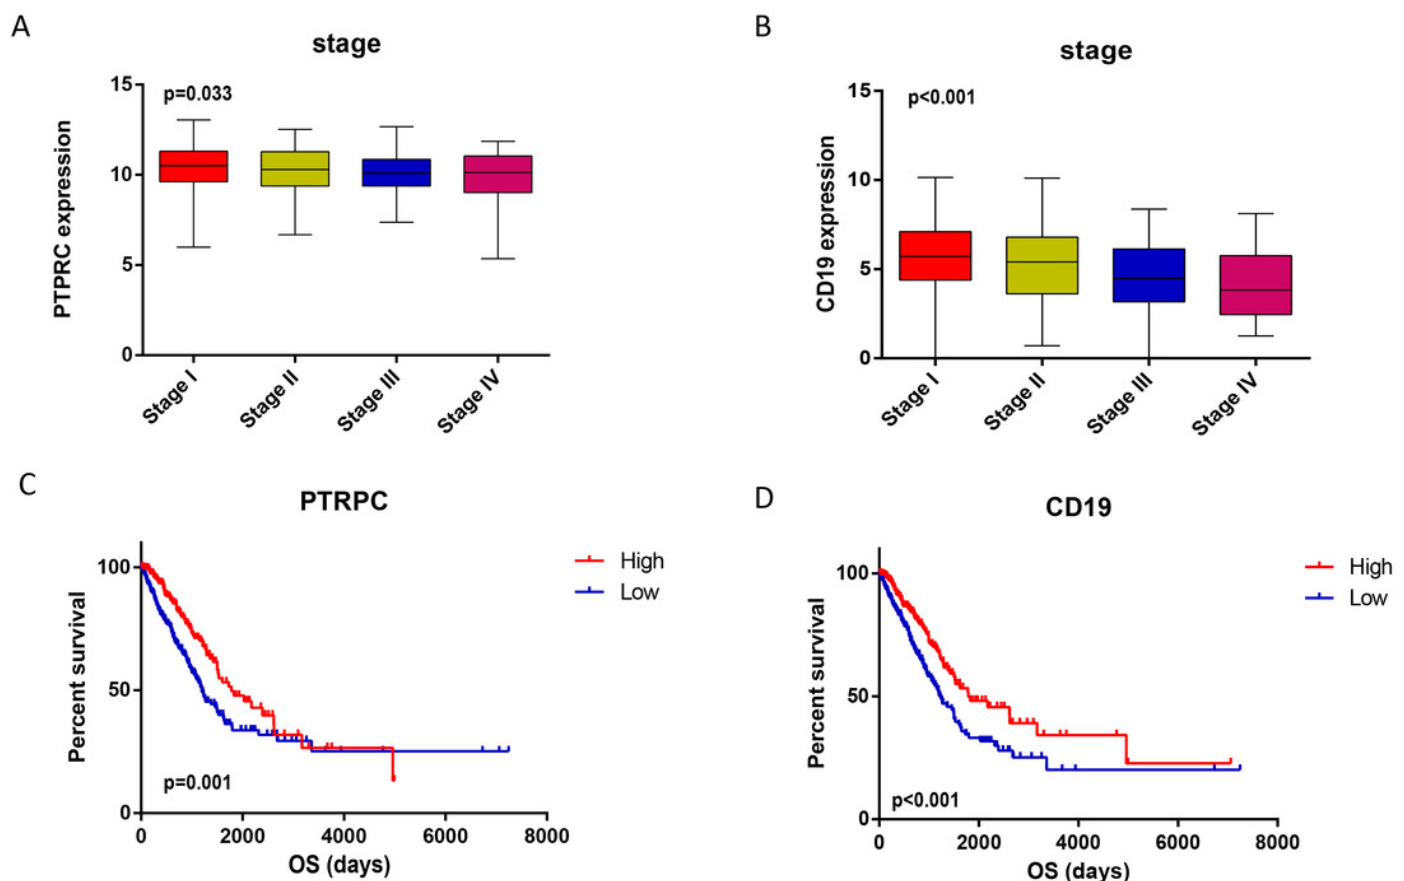 A
stage
p=0.033
PTPRC expression
15
10
5
0
Stage I
Stage II
Stage III
Stage IV
B
stage
p<0.001
CD19 expression
15
10
5
0
Stage I
Stage II
Stage III
Stage IV
C
PTRPC
High
Low
Percent survival
100
50
0
p=0.001
0 2000 4000 6000 8000
OS (days)
D
CD19
High
Low
Percent survival
100
50
0
p<0.001
0 2000 4000 6000 8000
OS (days)